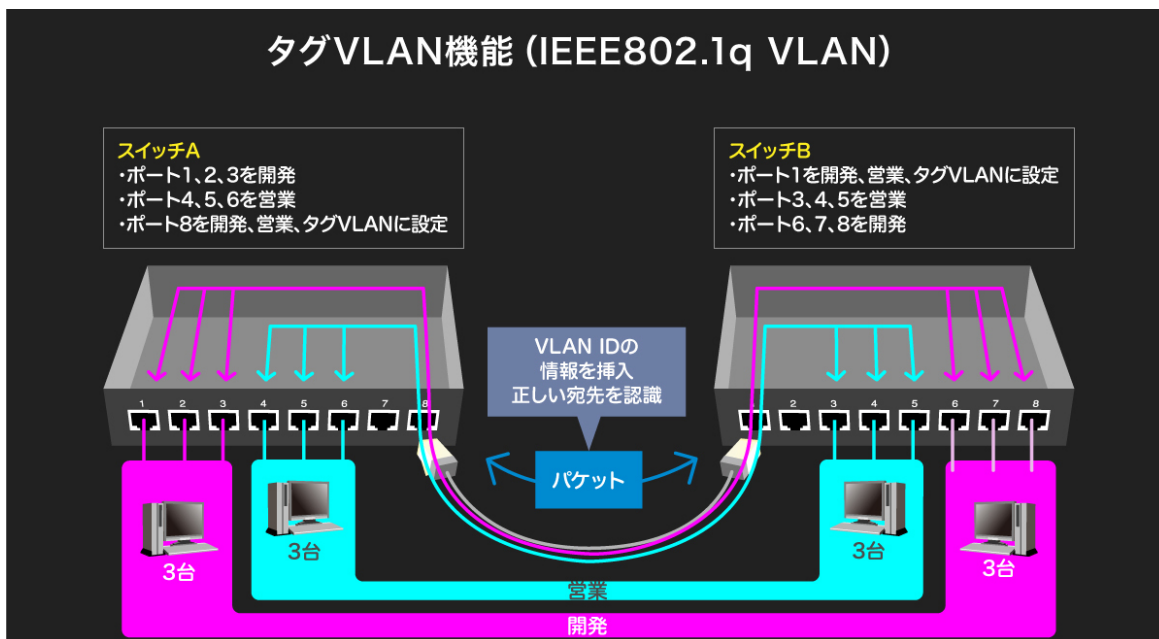 タグVLAN機能 (IEEE802.1q VLAN)
スイッチA
・ポート1、2、3を開発
・ポート4、5、6を営業
・ポート8を開発、営業、タグVLANに設定
スイッチB
・ポート1を開発、営業、タグVLANに設定
・ポート3、4、5を営業
・ポート6、7、8を開発
VLAN IDの
情報を挿入
正しい宛先を認識
1 2 3 4 5 6 7 8
1 2 3 4 5 6 7 8
パケット
3台
3台
3台
3台
営業
開発